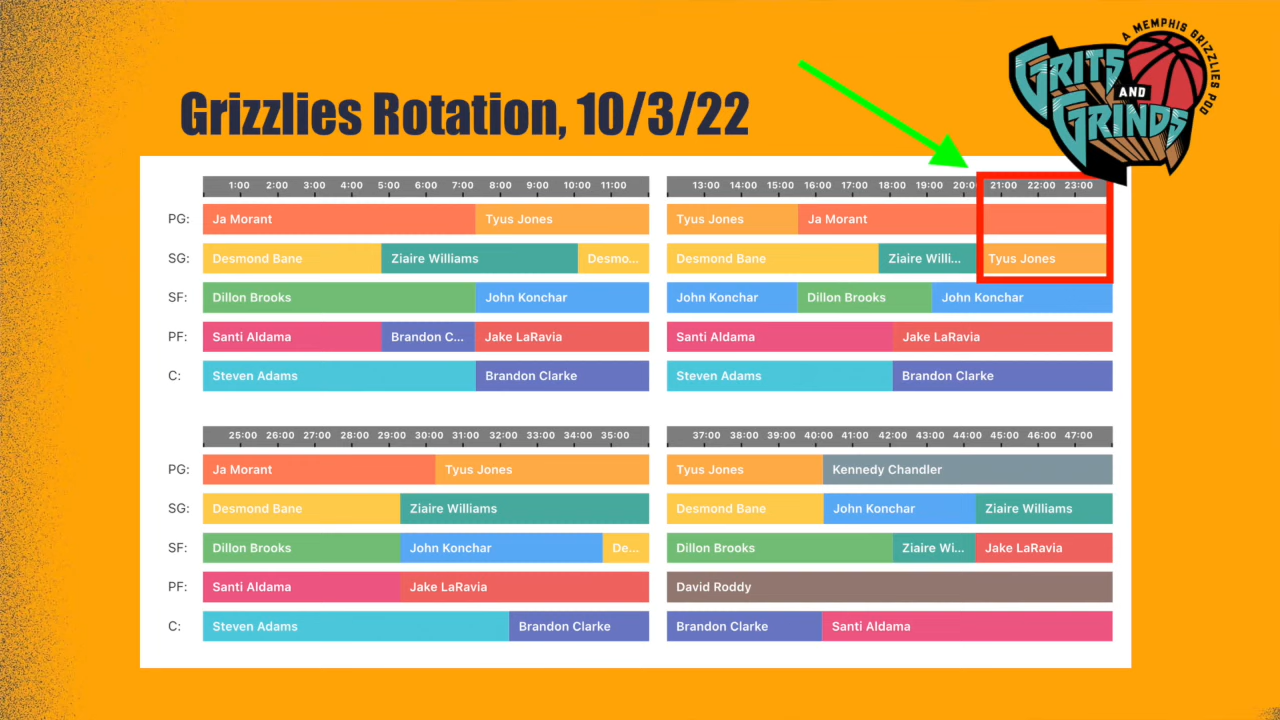 A MEMPHIS GRIZZLIES POD
GRITS
AND
GRINDS
Grizzlies Rotation, 10/3/22
1:00 2:00 3:00 4:00 5:00 6:00 7:00 8:00 9:00 10:00 11:00
PG: Ja Morant Tyus Jones
SG: Desmond Bane Ziaire Williams Desmo...
SF: Dillon Brooks John Konchar
PF: Santi Aldama Brandon C... Jake LaRavia
C: Steven Adams Brandon Clarke
13:00 14:00 15:00 16:00 17:00 18:00 19:00 20:00 21:00 22:00 23:00
Tyus Jones Ja Morant
Desmond Bane Ziaire Willi... Tyus Jones
John Konchar Dillon Brooks John Konchar
Santi Aldama Jake LaRavia
Steven Adams Brandon Clarke
25:00 26:00 27:00 28:00 29:00 30:00 31:00 32:00 33:00 34:00 35:00
PG: Ja Morant Tyus Jones
SG: Desmond Bane Ziaire Williams
SF: Dillon Brooks John Konchar De...
PF: Santi Aldama Jake LaRavia
C: Steven Adams Brandon Clarke
37:00 38:00 39:00 40:00 41:00 42:00 43:00 44:00 45:00 46:00 47:00
Tyus Jones Kennedy Chandler
Desmond Bane John Konchar Ziaire Williams
Dillon Brooks Ziaire Wi... Jake LaRavia
David Roddy
Brandon Clarke Santi Aldama